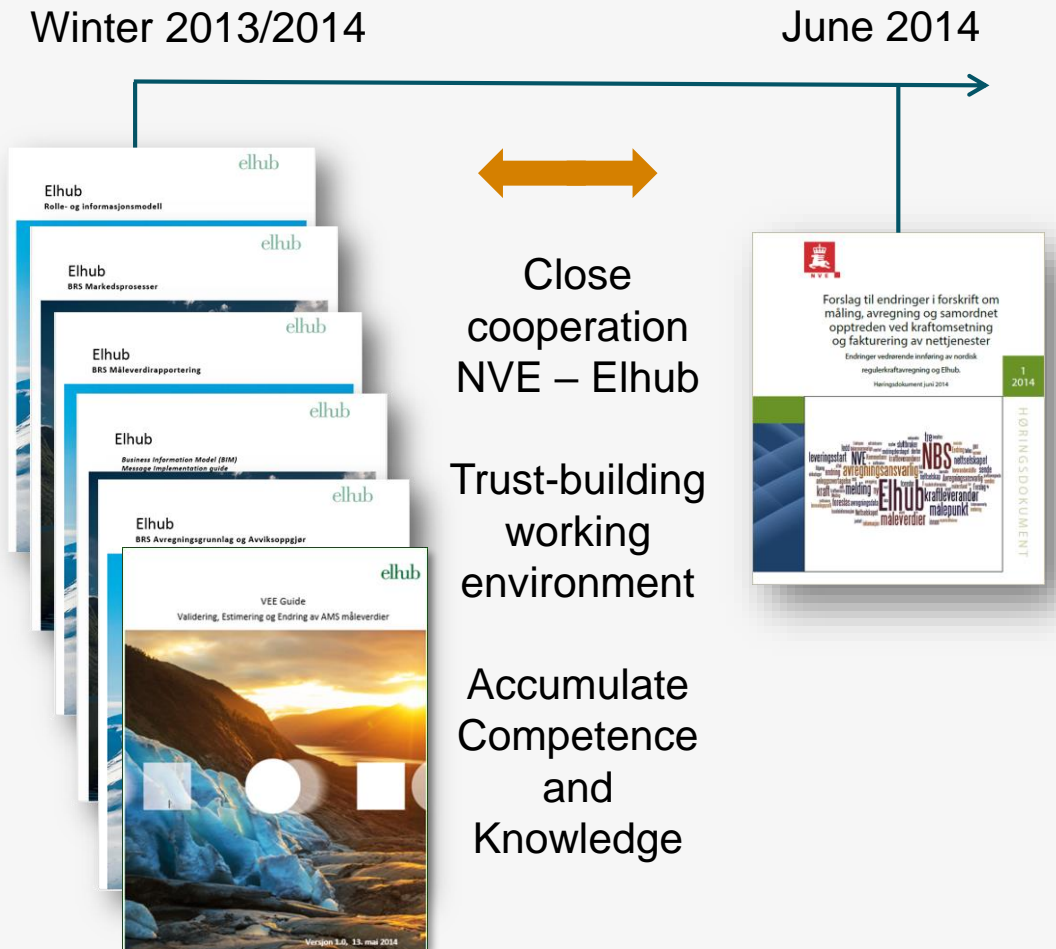 Winter 2013/2014
June 2014
elhub
Elhub
Rolle- og informasjonsmodell
elhub
Elhub
BRS Markedsprosesser
elhub
Elhub
BRS Måleverdirapportering
elhub
Elhub
Business Information Model (BIM)
Message Implementation guide
elhub
Elhub
BRS Avregningsgrunnlag og Avviksoppgjør
elhub
VEE Guide
Validering, Estimering og Endring av AMS måleverdier
Versjon 1.0, 13. mai 2014
Close
cooperation
NVE – Elhub
Trust-building
working
environment
Accumulate
Competence
and
Knowledge
NVE
Forslag til endringer i forskrift om
måling, avregning og samordnet
opptreden ved kraftomsetning
og fakturering av nettjenester
Endringer vedrørende innføring av nordisk
regulerkraftavregning og Elhub.
Høringsdokument juni 2014
1
2014
HØRINGSDOKUMENT
leveringsstart
NVE
NBS
nettselskapet
avregningsansvarlig
kraft
melding
Elhub
kraftleverandør
målepunkt
måleverdier